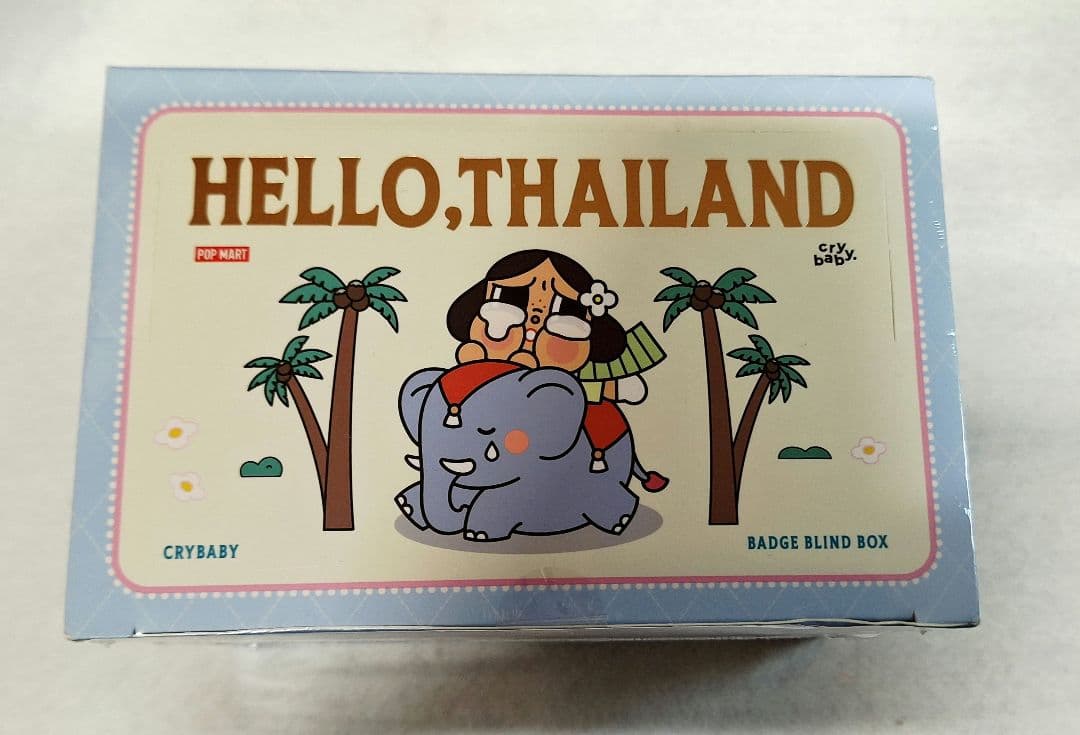 HELLO,THAILAND
POP MART
cry
baby.
CRYBABY
BADGE BLIND BOX